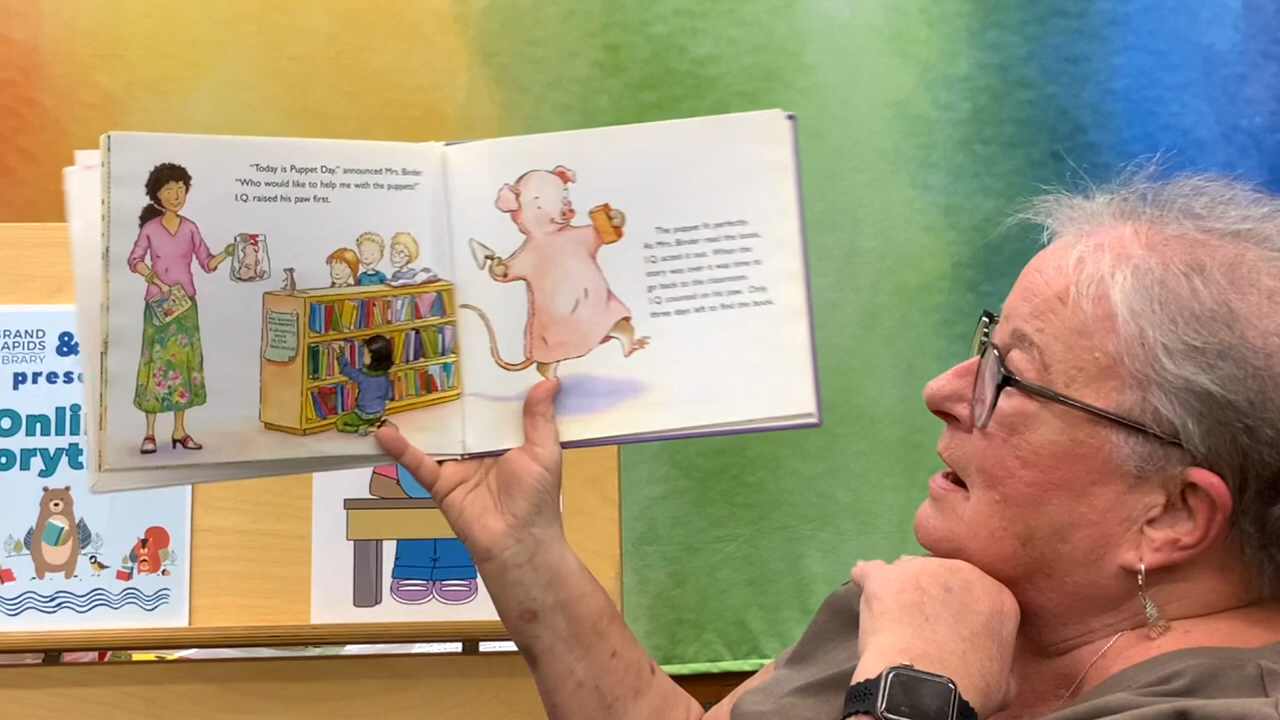 "Today is Puppet Day," announced Mrs. Binder.
"Who would like to help me with the puppets?"
I.Q. raised his paw first.
The puppet fit perfectly.
As Mrs. Binder read the book,
I.Q. acted it out. When the
story was over it was time to
go back to the classroom.
I.Q. counted on his paw. Only
three days left to find the book.
GRAND
RAPIDS
LIBRARY
&
prese
Onli
oryt